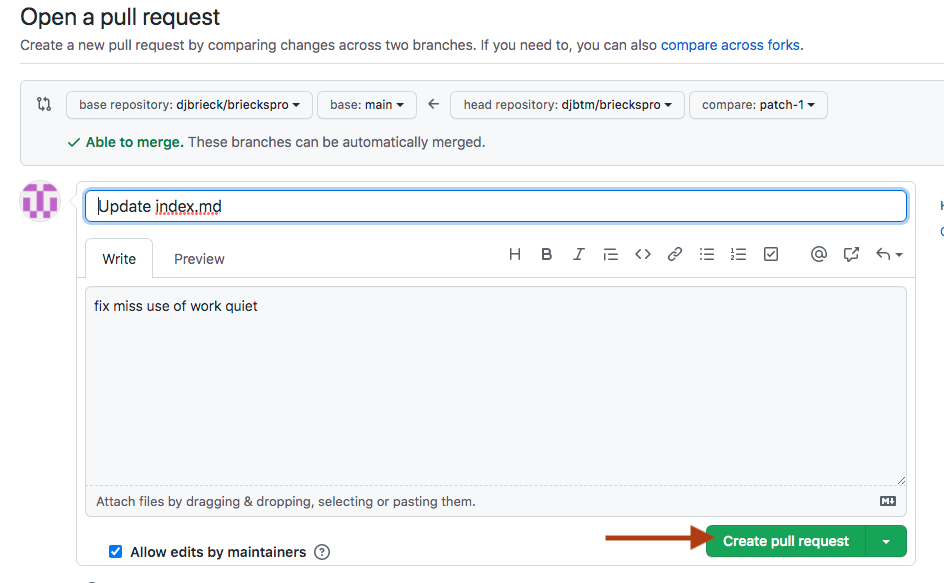 Open a pull request
Create a new pull request by comparing changes across two branches. If you need to, you can also compare across forks.
base repository: djbrieck/brieckspro base: main head repository: djbtm/brieckspro compare: patch-1
Able to merge. These branches can be automatically merged.
Update index.md
Write Preview
fix miss use of work quiet
Attach files by dragging & dropping, selecting or pasting them.
Allow edits by maintainers
Create pull request